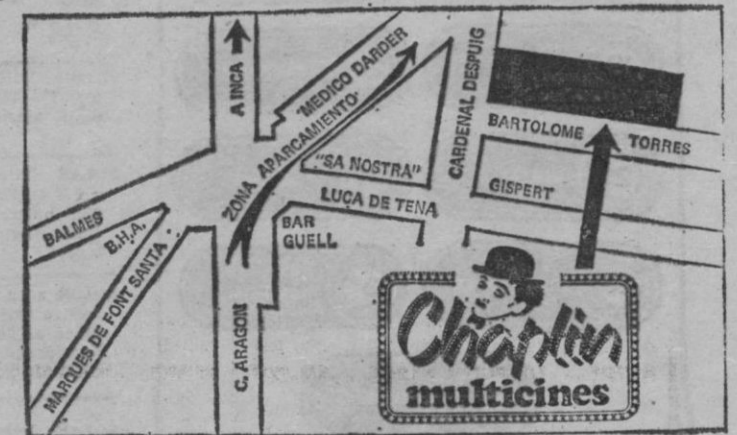 A INCA
"MEDICO DARDER"
ZONA APARCAMIENTO
CARDENAL DESPUIG
BARTOLOME TORRES
"SA NOSTRA"
GISPERT
LUCA DE TENA
BALMES
B.H.A.
BAR
GUELL
MARQUES DE FONT SANTA
C. ARAGON
Chaplin
multicines